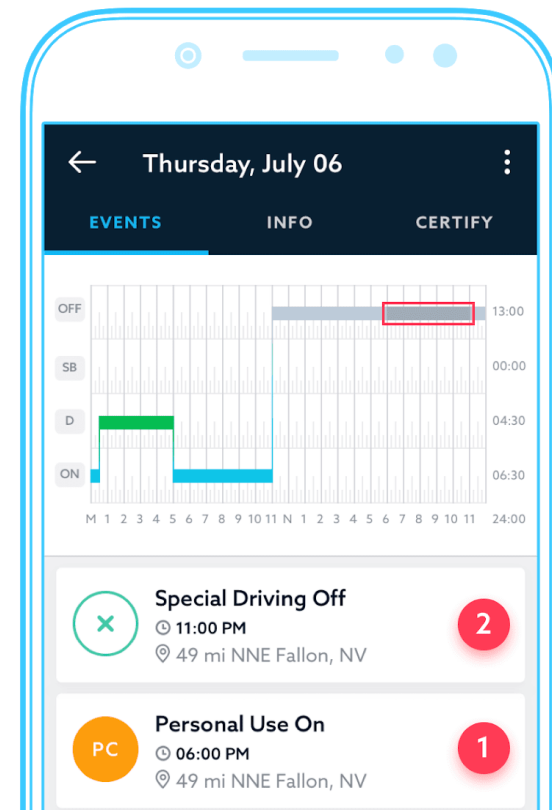 Thursday, July 06
EVENTS INFO CERTIFY
OFF 13:00
SB 00:00
D 04:30
ON 06:30
M 1 2 3 4 5 6 7 8 9 10 11 N 1 2 3 4 5 6 7 8 9 10 11 24:00
Special Driving Off
11:00 PM
49 mi NNE Fallon, NV
2
PC
Personal Use On
06:00 PM
49 mi NNE Fallon, NV
1